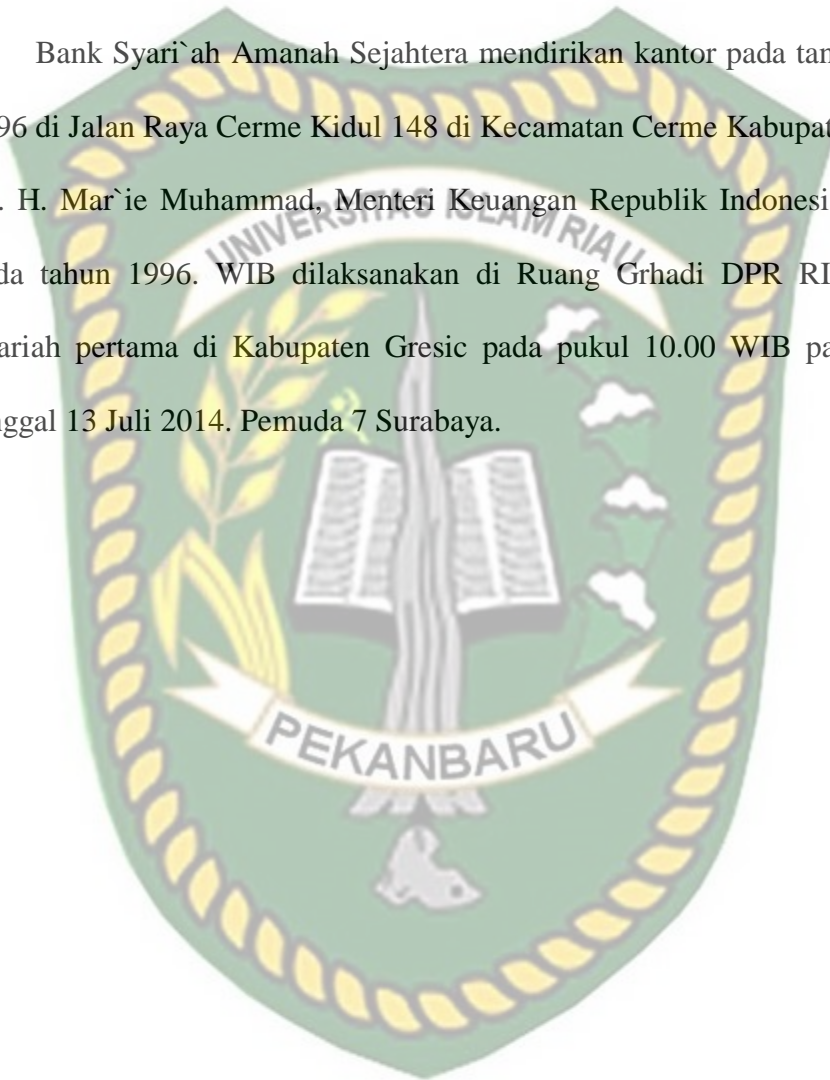 Bank Syari`ah Amanah Sejahtera mendirikan kantor pada tan
96 di Jalan Raya Cerme Kidul 148 di Kecamatan Cerme Kabupat
. H. Mar`ie Muhammad, Menteri Keuangan Republik Indonesi
da tahun 1996. WIB dilaksanakan di Ruang Grhadi DPR RI
ariah pertama di Kabupaten Gresic pada pukul 10.00 WIB pa
nggal 13 Juli 2014. Pemuda 7 Surabaya.
UNIVERSITAS ISLAM RIAU
PEKANBARU